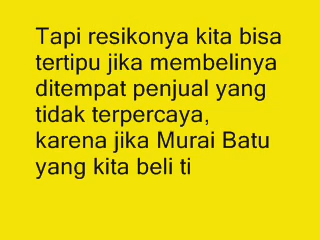 Tapi resikonya kita bisa
tertipu jika membelinya
ditempat penjual yang
tidak terpercaya,
karena jika Murai Batu
yang kita beli ti